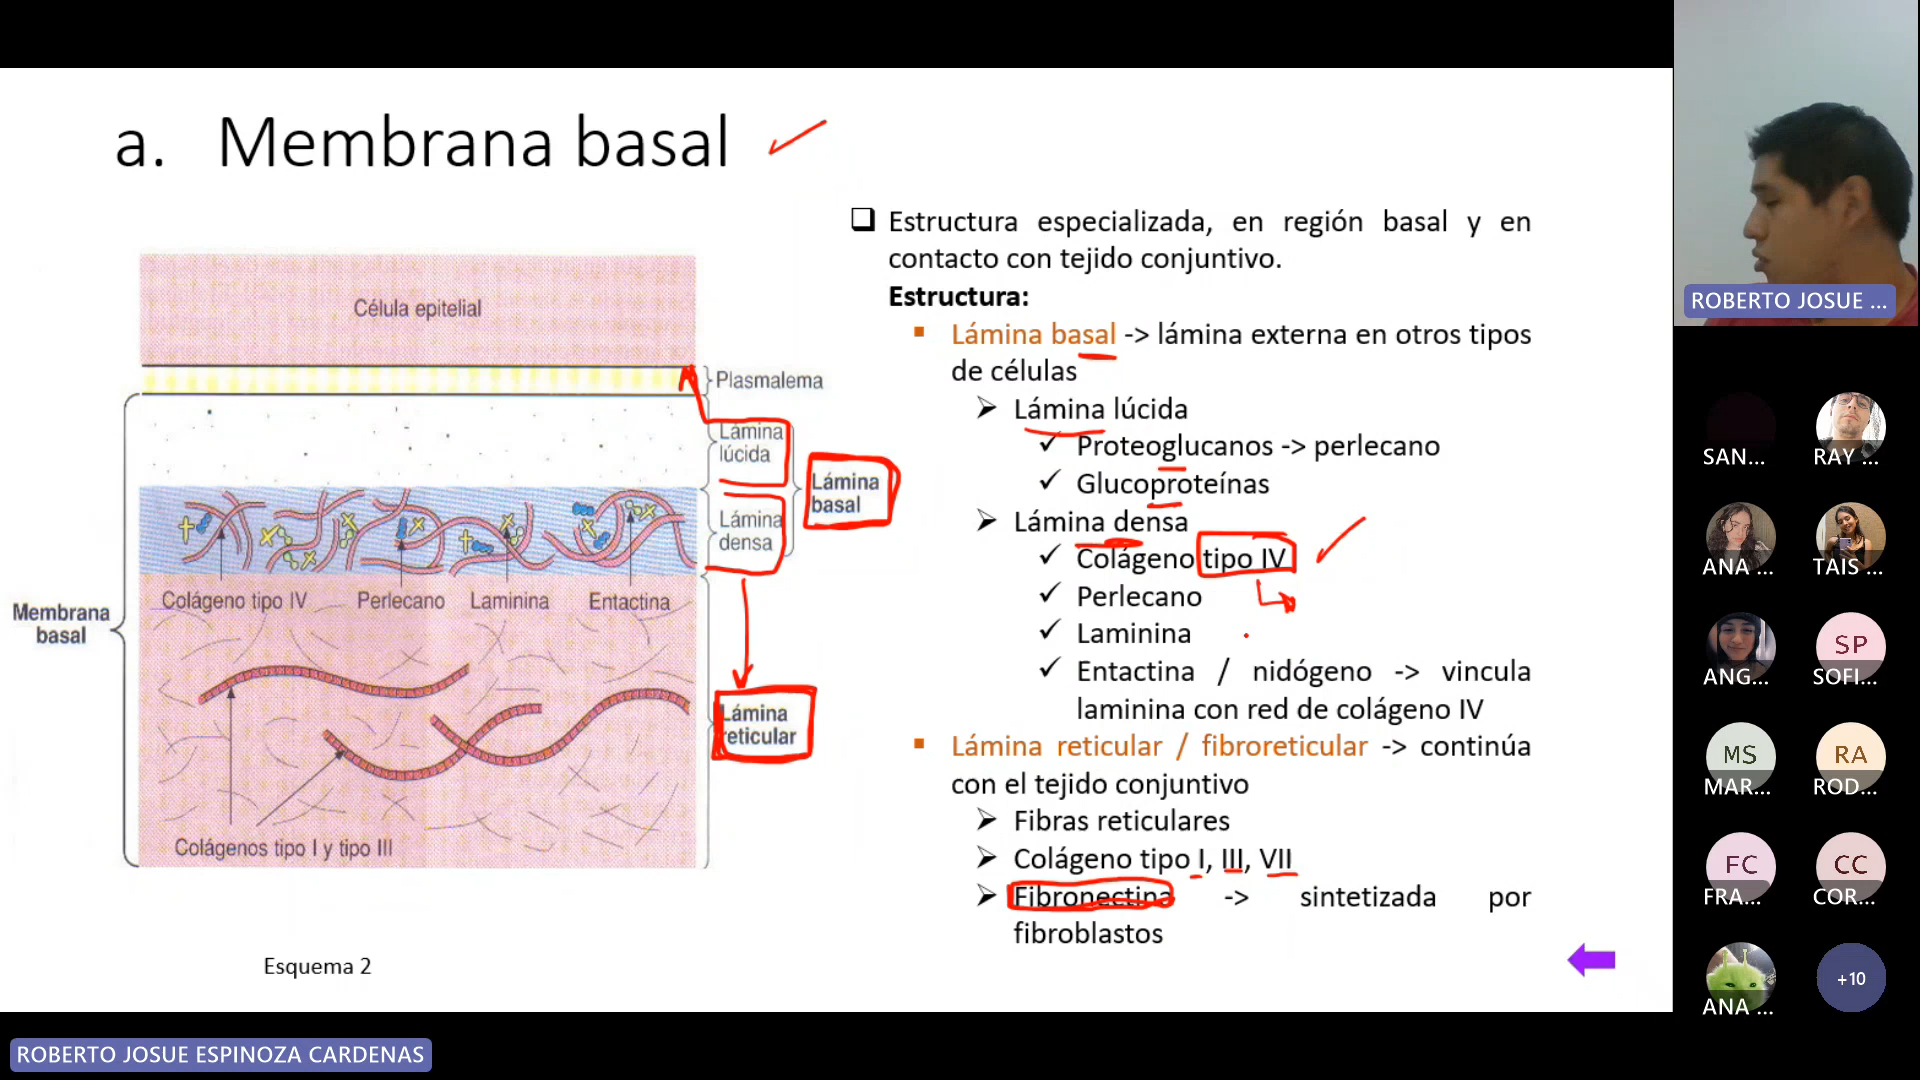 a. Membrana basal
Célula epitelial
Plasmalema
Lámina
lúcida
Lámina
densa
Lámina
basal
Colágeno tipo IV
Perlecano
Laminina
Entactina
Membrana
basal
Lámina
reticular
Colágenos tipo I y tipo III
Esquema 2
Estructura especializada, en región basal y en
contacto con tejido conjuntivo.
Estructura:
Lámina basal -> lámina externa en otros tipos
de células
Lámina lúcida
Proteoglucanos -> perlecano
Glucoproteínas
Lámina densa
Colágeno tipo IV
Perlecano
Laminina
Entactina / nidógeno -> vincula
laminina con red de colágeno IV
Lámina reticular / fibroreticular -> continúa
con el tejido conjuntivo
Fibras reticulares
Colágeno tipo I, III, VII
Fibronectina -> sintetizada por
fibroblastos
ROBERTO JOSUE ...
SAN...
RAY ...
ANA ...
TAIS ...
ANG...
SP
SOFI...
MS
MAR...
RA
ROD...
FC
FRA...
CC
COR...
ANA ...
+10
ROBERTO JOSUE ESPINOZA CARDENAS